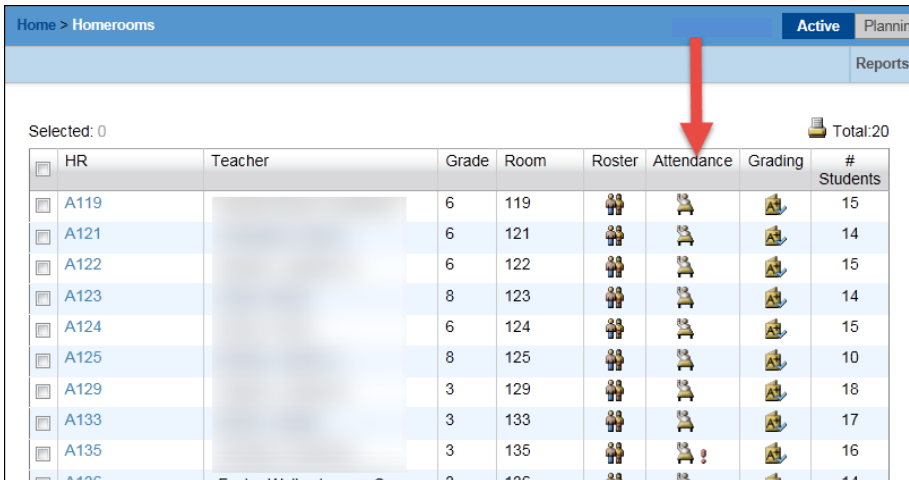 Home > Homerooms
Active
Reports
Selected: 0
Total:20
HR Teacher Grade Room Roster Attendance Grading # Students
A119 6 119 15
A121 6 121 14
A122 6 122 15
A123 8 123 14
A124 6 124 15
A125 8 125 10
A129 3 129 18
A133 3 133 17
A135 3 135 16